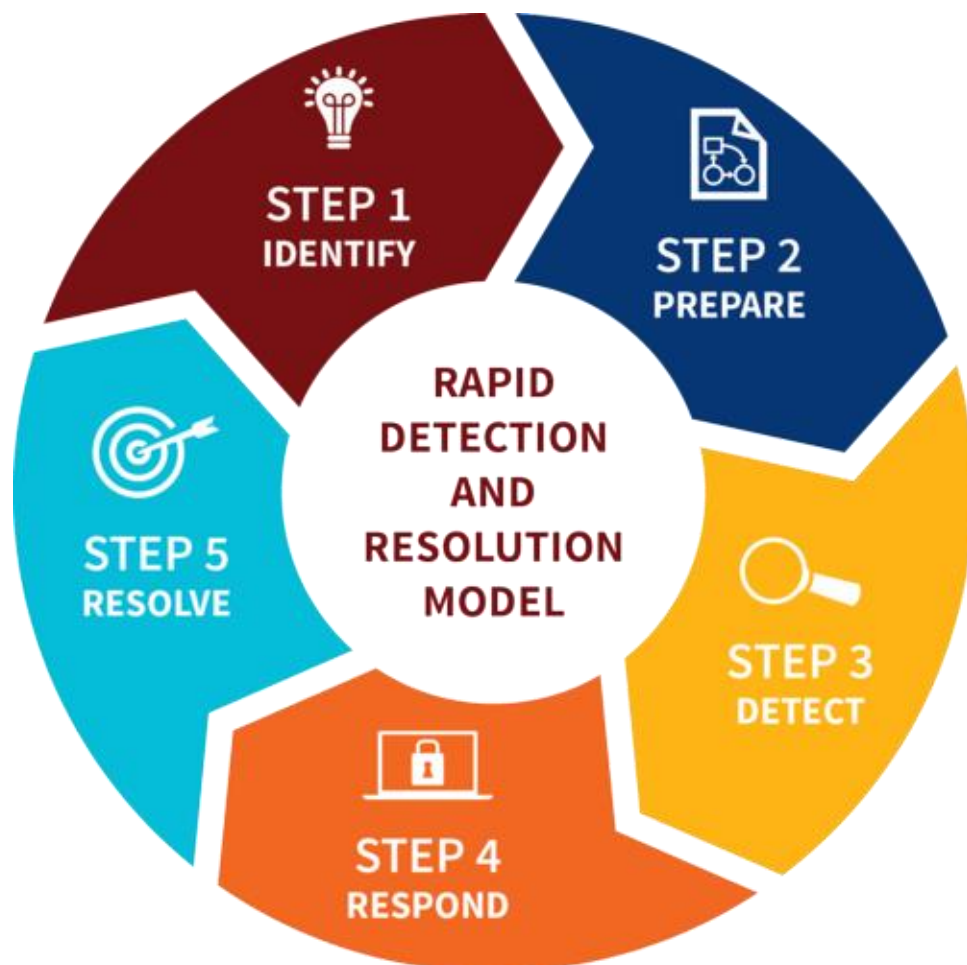 STEP 1
IDENTIFY
STEP 2
PREPARE
RAPID
DETECTION
AND
RESOLUTION
MODEL
STEP 3
DETECT
STEP 4
RESPOND
STEP 5
RESOLVE